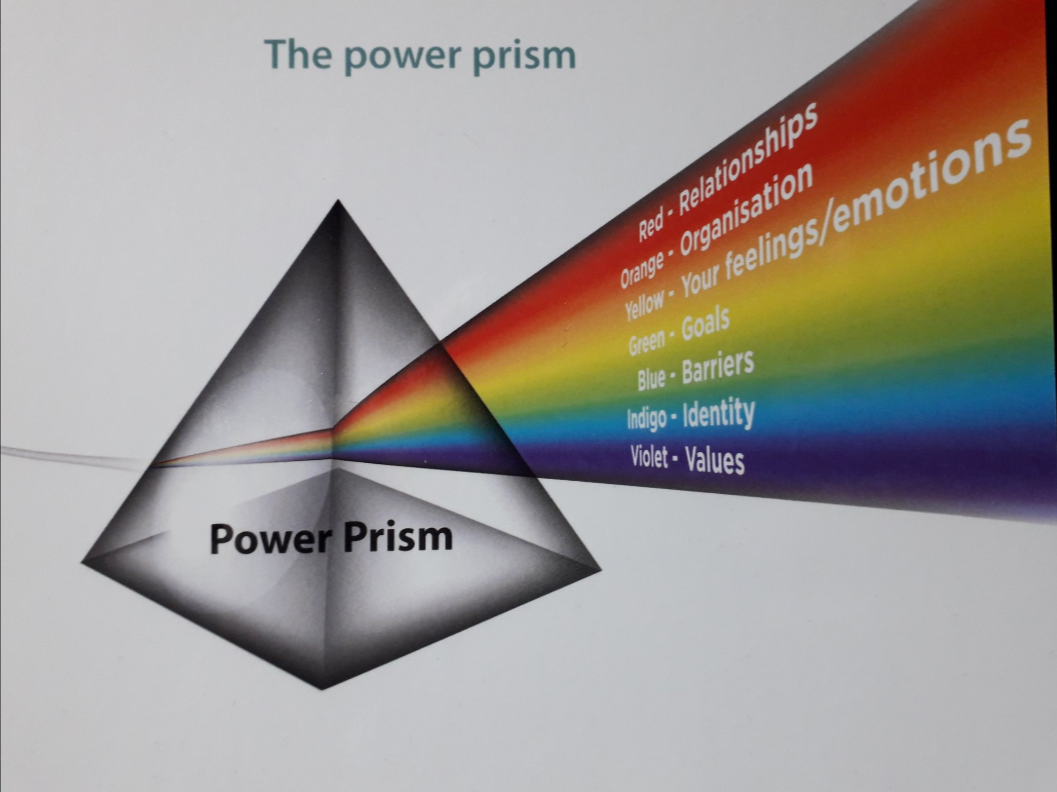 The power prism
Red - Relationships
Orange - Organisation
Yellow - Your feelings/emotions
Green - Goals
Blue - Barriers
Indigo - Identity
Violet - Values
Power Prism